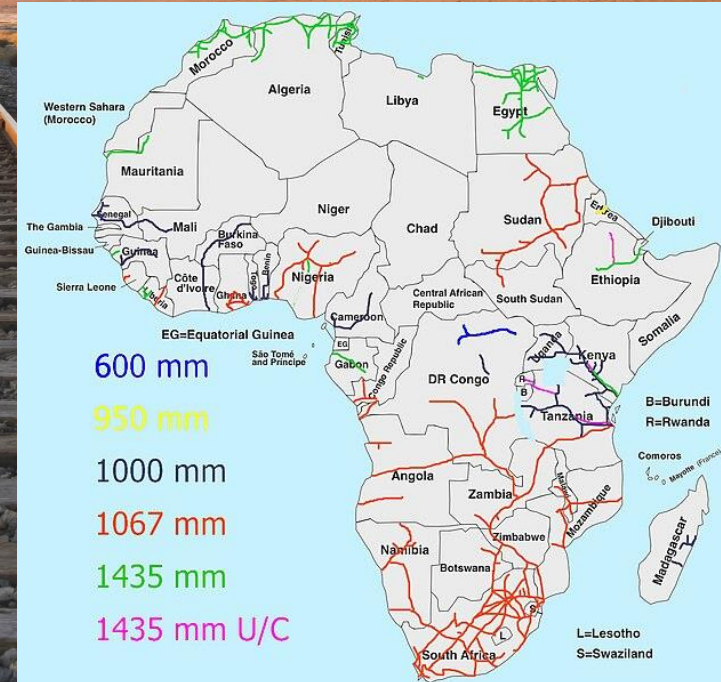 Morocco
Tunisia
Algeria
Libya
Egypt
Western Sahara
(Morocco)
Mauritania
Mali
Niger
Chad
Sudan
Eritrea
Djibouti
Senegal
The Gambia
Guinea-Bissau
Guinea
Sierra Leone
Liberia
Côte
d'Ivoire
Burkina
Faso
Ghana
Togo
Benin
Nigeria
Cameroon
Central African
Republic
South Sudan
Ethiopia
Somalia
EG=Equatorial Guinea
EG
São Tomé
and Príncipe
Gabon
Congo Republic
DR Congo
Uganda
Kenya
R
B
Tanzania
B=Burundi
R=Rwanda
Comoros
Mayotte (France)
Angola
Zambia
Malawi
Mozambique
Zimbabwe
Namibia
Botswana
Madagascar
South Africa
S
L
L=Lesotho
S=Swaziland
600 mm
950 mm
1000 mm
1067 mm
1435 mm
1435 mm U/C